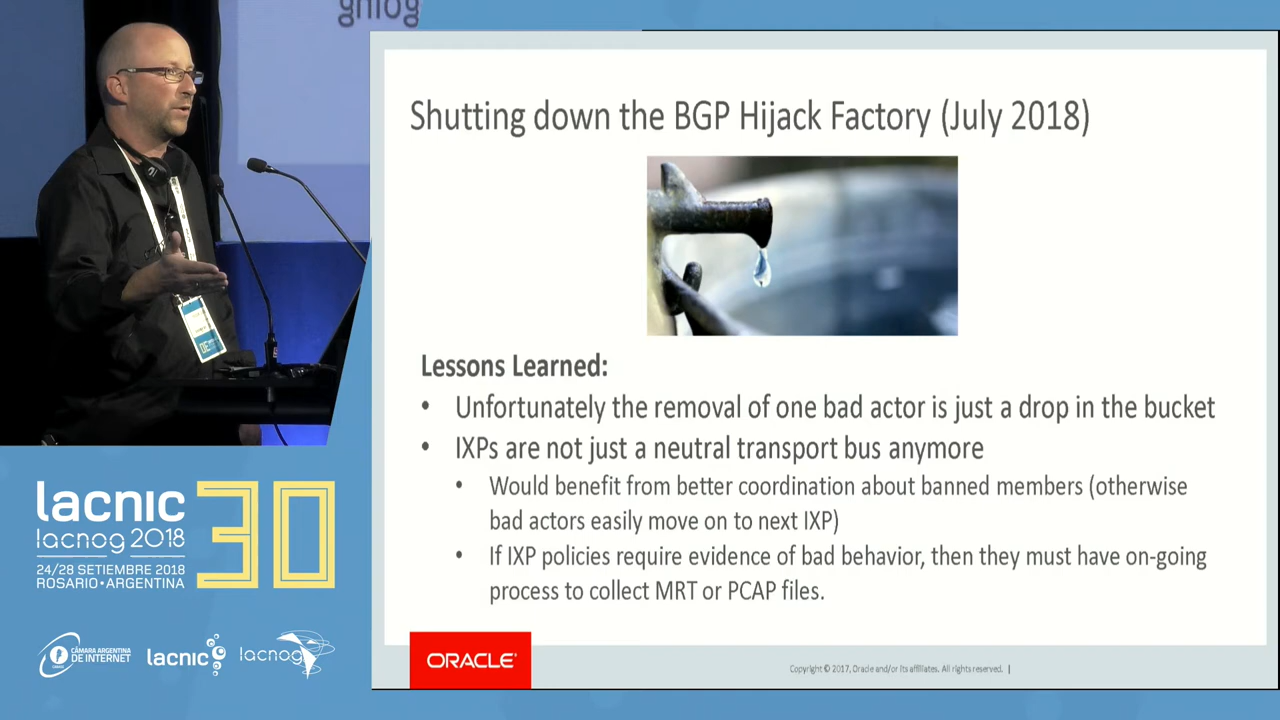 Shutting down the BGP Hijack Factory (July 2018)
Lessons Learned:
• Unfortunately the removal of one bad actor is just a drop in the bucket
• IXPs are not just a neutral transport bus anymore
• Would benefit from better coordination about banned members (otherwise
bad actors easily move on to next IXP)
• If IXP policies require evidence of bad behavior, then they must have on-going
process to collect MRT or PCAP files.
ORACLE
Copyright © 2017, Oracle and/or its affiliates. All rights reserved. |
lacnic 30
lacnog 2018
24/28 SETIEMBRE 2018
ROSARIO•ARGENTINA
CÁMARA ARGENTINA
DE INTERNET
lacnic
lacnog